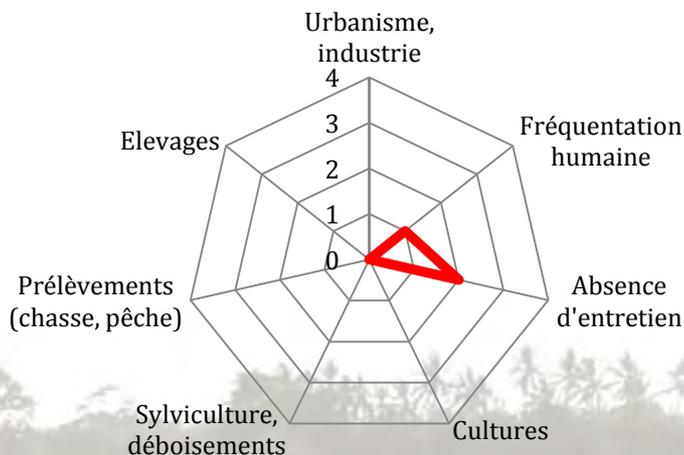 Urbanisme,
industrie
4
3
2
1
0
Fréquentation
humaine
Absence
d'entretien
Cultures
Sylviculture,
déboisements
Prélèvements
(chasse, pêche)
Elevages